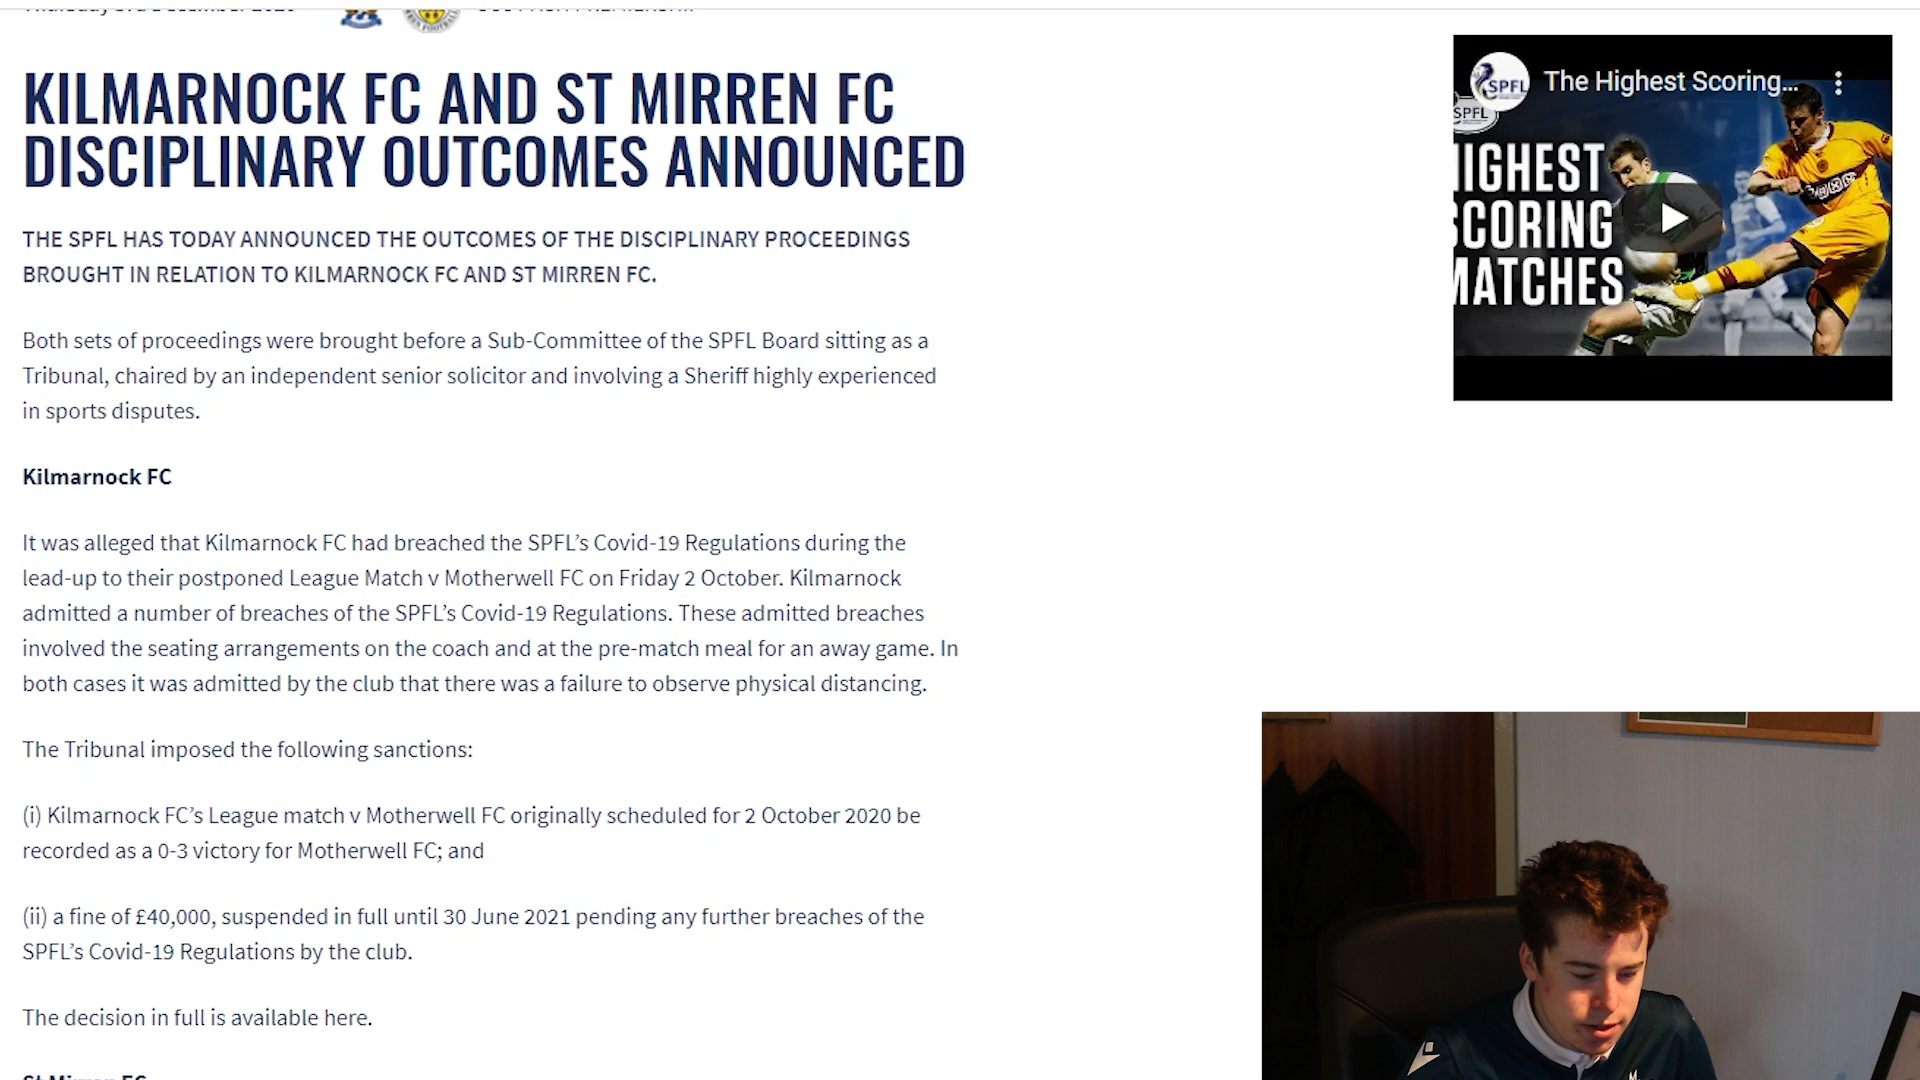 KILMARNOCK FC AND ST MIRREN FC
DISCIPLINARY OUTCOMES ANNOUNCED
THE SPFL HAS TODAY ANNOUNCED THE OUTCOMES OF THE DISCIPLINARY PROCEEDINGS
BROUGHT IN RELATION TO KILMARNOCK FC AND ST MIRREN FC.
Both sets of proceedings were brought before a Sub-Committee of the SPFL Board sitting as a
Tribunal, chaired by an independent senior solicitor and involving a Sheriff highly experienced
in sports disputes.
Kilmarnock FC
It was alleged that Kilmarnock FC had breached the SPFL’s Covid-19 Regulations during the
lead-up to their postponed League Match v Motherwell FC on Friday 2 October. Kilmarnock
admitted a number of breaches of the SPFL’s Covid-19 Regulations. These admitted breaches
involved the seating arrangements on the coach and at the pre-match meal for an away game. In
both cases it was admitted by the club that there was a failure to observe physical distancing.
The Tribunal imposed the following sanctions:
(i) Kilmarnock FC’s League match v Motherwell FC originally scheduled for 2 October 2020 be
recorded as a 0-3 victory for Motherwell FC; and
(ii) a fine of £40,000, suspended in full until 30 June 2021 pending any further breaches of the
SPFL’s Covid-19 Regulations by the club.
The decision in full is available here.
SPFL
The Highest Scoring...
SPFL
HIGHEST
SCORING
MATCHES